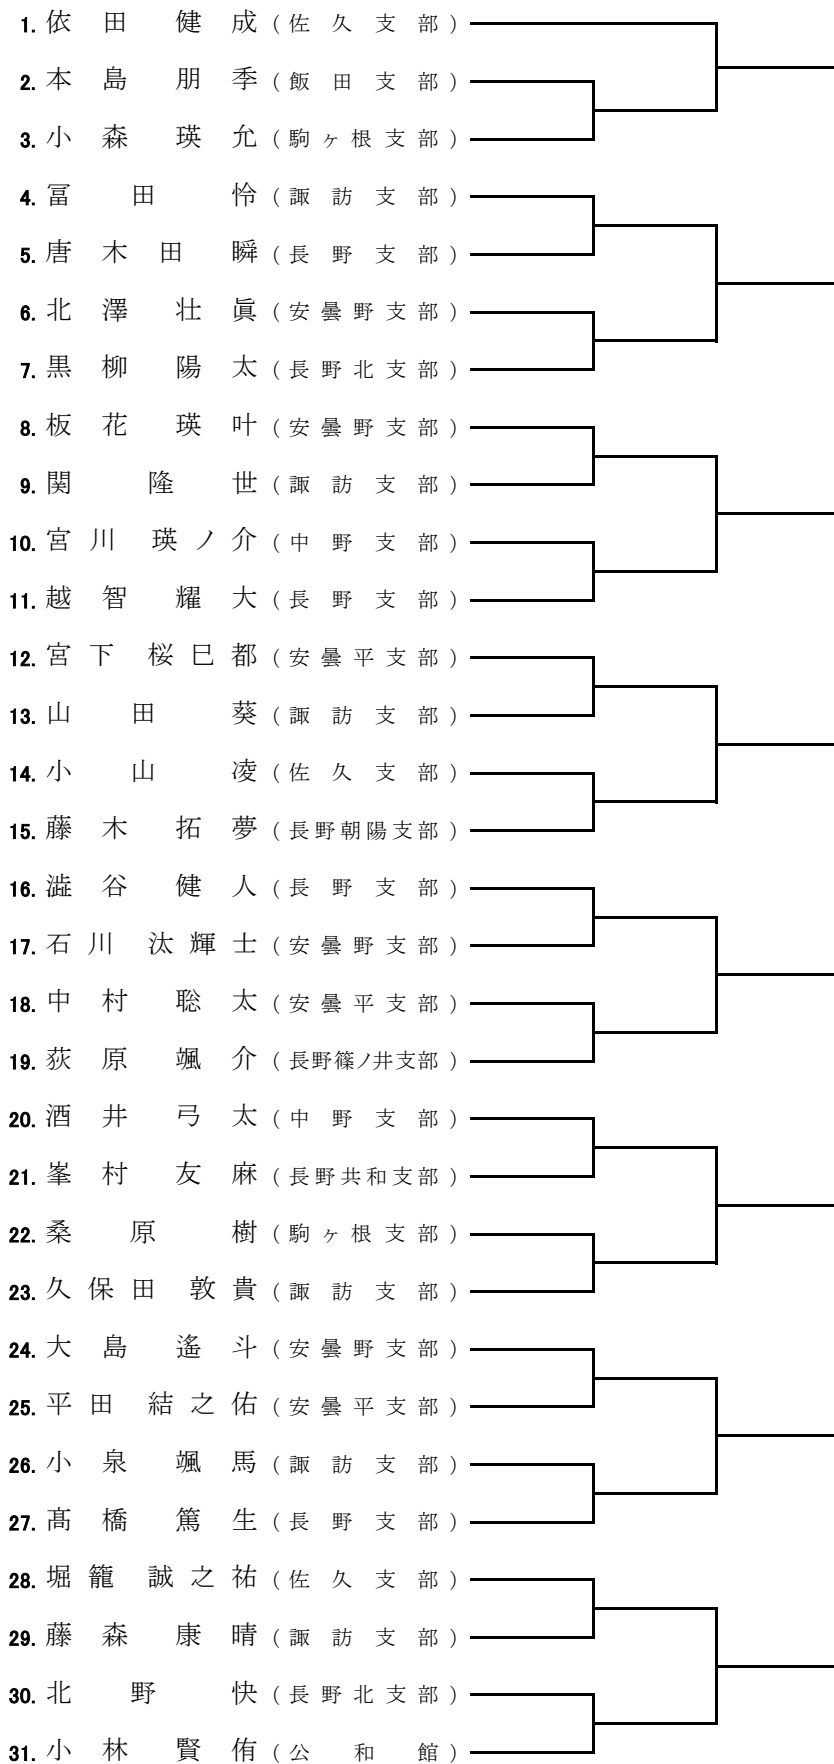 1. 依田 健成 (佐久支部)
2. 本島 朋季 (飯田支部)
3. 小森 瑛允 (駒ヶ根支部)
4. 冨田 怜 (諏訪支部)
5. 唐木田 瞬 (長野支部)
6. 北澤 壮眞 (安曇野支部)
7. 黒柳 陽太 (長野北支部)
8. 板花 瑛叶 (安曇野支部)
9. 関 隆世 (諏訪支部)
10. 宮川 瑛ノ介 (中野支部)
11. 越智 耀大 (長野支部)
12. 宮下 桜巳都 (安曇平支部)
13. 山田 葵 (諏訪支部)
14. 小山 凌 (佐久支部)
15. 藤木 拓夢 (長野朝陽支部)
16. 澁谷 健人 (長野支部)
17. 石川 汰輝士 (安曇野支部)
18. 中村 聡太 (安曇平支部)
19. 荻原 颯介 (長野篠ノ井支部)
20. 酒井 弓太 (中野支部)
21. 峯村 友麻 (長野共和支部)
22. 桑原 樹 (駒ヶ根支部)
23. 久保田 敦貴 (諏訪支部)
24. 大島 遙斗 (安曇野支部)
25. 平田 結之佑 (安曇平支部)
26. 小泉 颯馬 (諏訪支部)
27. 髙橋 篤生 (長野支部)
28. 堀籠 誠之祐 (佐久支部)
29. 藤森 康晴 (諏訪支部)
30. 北野 快 (長野北支部)
31. 小林 賢侑 (公和館)